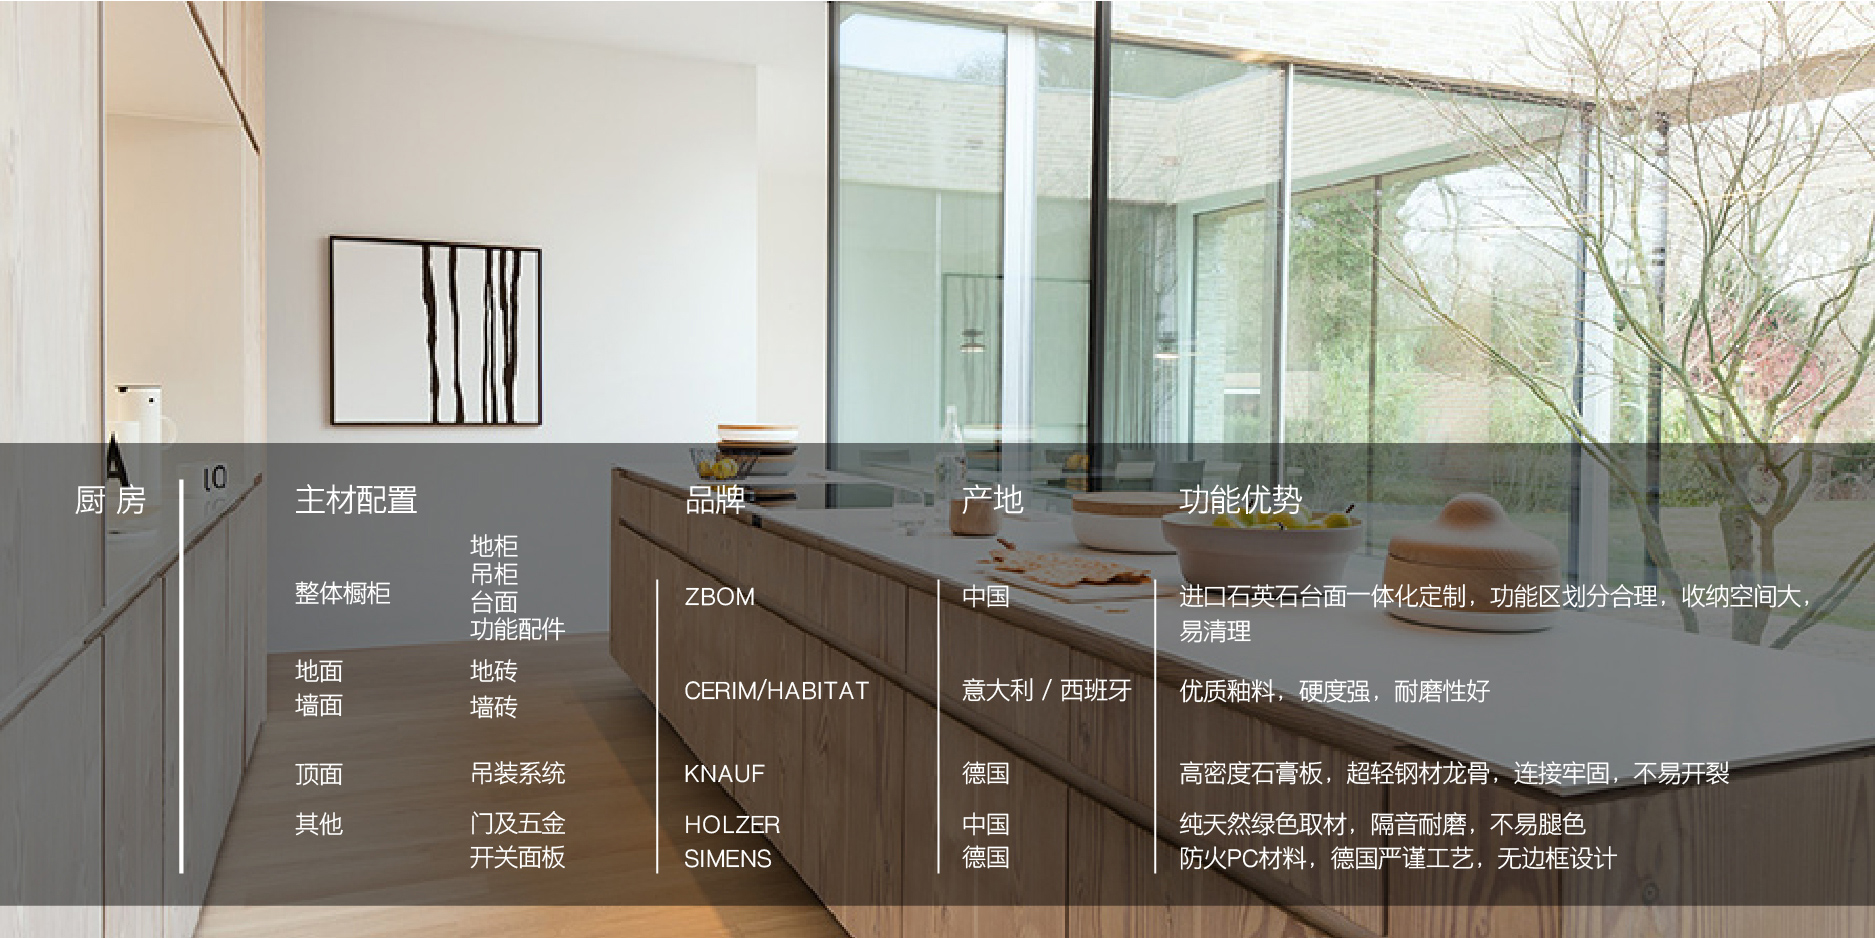 厨 房
主材配置 品牌 产地 功能优势
地柜
吊柜
整体橱柜 台面 ZBOM 中国 进口石英石台面一体化定制，功能区划分合理，收纳空间大，
功能配件 易清理
地面 地砖
CERIM/HABITAT 意大利 / 西班牙 优质釉料，硬度强，耐磨性好
墙面 墙砖
顶面 吊装系统 KNAUF 德国 高密度石膏板，超轻钢材龙骨，连接牢固，不易开裂
其他 门及五金 HOLZER 中国 纯天然绿色取材，隔音耐磨，不易腿色
开关面板 SIMENS 德国 防火PC材料，德国严谨工艺，无边框设计
A